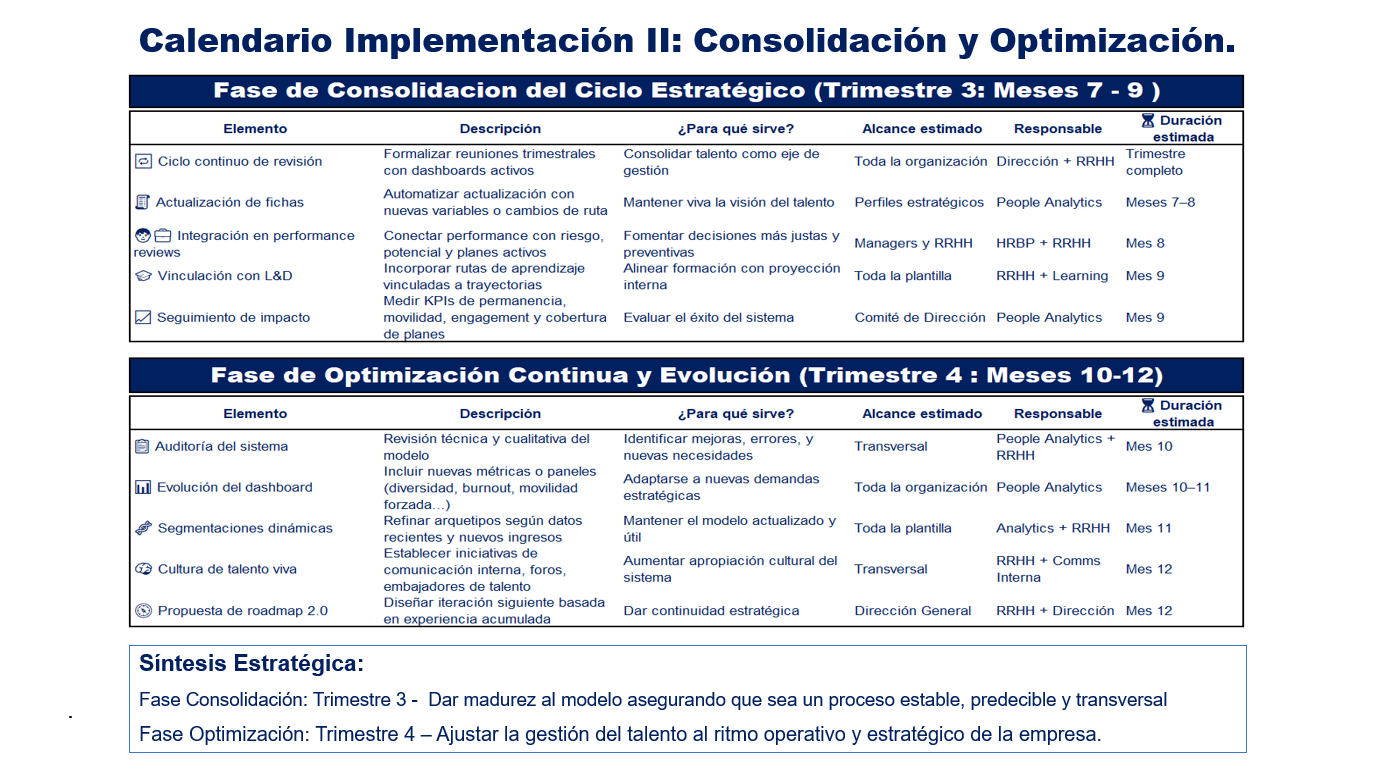 Calendario Implementación II: Consolidación y Optimización.
Fase de Consolidacion del Ciclo Estratégico (Trimestre 3: Meses 7 - 9 )
Elemento Descripción ¿Para qué sirve? Alcance estimado Responsable ⏳ Duración estimada
Ciclo continuo de revisión
Formalizar reuniones trimestrales
con dashboards activos
Consolidar talento como eje de
gestión
Toda la organización
Dirección + RRHH
Trimestre
completo
Actualización de fichas
Automatizar actualización con
nuevas variables o cambios de ruta
Mantener viva la visión del talento
Perfiles estratégicos
People Analytics
Meses 7–8
Integración en performance
reviews
Conectar performance con riesgo,
potencial y planes activos
Fomentar decisiones más justas y
preventivas
Managers y RRHH
HRBP + RRHH
Mes 8
Vinculación con L&D
Incorporar rutas de aprendizaje
vinculadas a trayectorias
Alinear formación con proyección
interna
Toda la plantilla
RRHH + Learning
Mes 9
Seguimiento de impacto
Medir KPIs de permanencia,
movilidad, engagement y cobertura
de planes
Evaluar el éxito del sistema
Comité de Dirección
People Analytics
Mes 9
Fase de Optimización Continua y Evolución (Trimestre 4 : Meses 10-12)
Elemento Descripción ¿Para qué sirve? Alcance estimado Responsable ⏳ Duración estimada
Auditoría del sistema
Revisión técnica y cualitativa del
modelo
Identificar mejoras, errores, y
nuevas necesidades
Transversal
People Analytics +
RRHH
Mes 10
Evolución del dashboard
Incluir nuevas métricas o paneles
(diversidad, burnout, movilidad
forzada...)
Adaptarse a nuevas demandas
estratégicas
Toda la organización
People Analytics
Meses 10–11
Segmentaciones dinámicas
Refinar arquetipos según datos
recientes y nuevos ingresos
Mantener el modelo actualizado y
útil
Toda la plantilla
Analytics + RRHH
Mes 11
Cultura de talento viva
Establecer iniciativas de
comunicación interna, foros,
embajadores de talento
Aumentar apropiación cultural del
sistema
Transversal
RRHH + Comms
Interna
Mes 12
Propuesta de roadmap 2.0
Diseñar iteración siguiente basada
en experiencia acumulada
Dar continuidad estratégica
Dirección General
RRHH + Dirección
Mes 12
Síntesis Estratégica:
Fase Consolidación: Trimestre 3 - Dar madurez al modelo asegurando que sea un proceso estable, predecible y transversal
.
Fase Optimización: Trimestre 4 – Ajustar la gestión del talento al ritmo operativo y estratégico de la empresa.